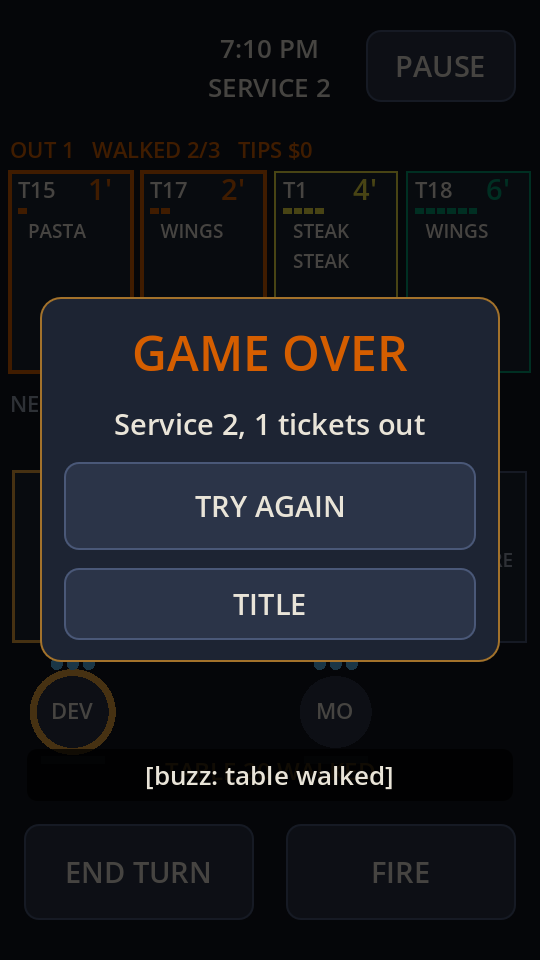 7:10 PM
SERVICE 2
PAUSE
OUT 1 WALKED 2/3 TIPS $0
T15 1'
PASTA
T17 2'
WINGS
T1 4'
STEAK
STEAK
T18 6'
WINGS
GAME OVER
Service 2, 1 tickets out
TRY AGAIN
TITLE
DEV
MO
[buzz: table walked]
END TURN
FIRE